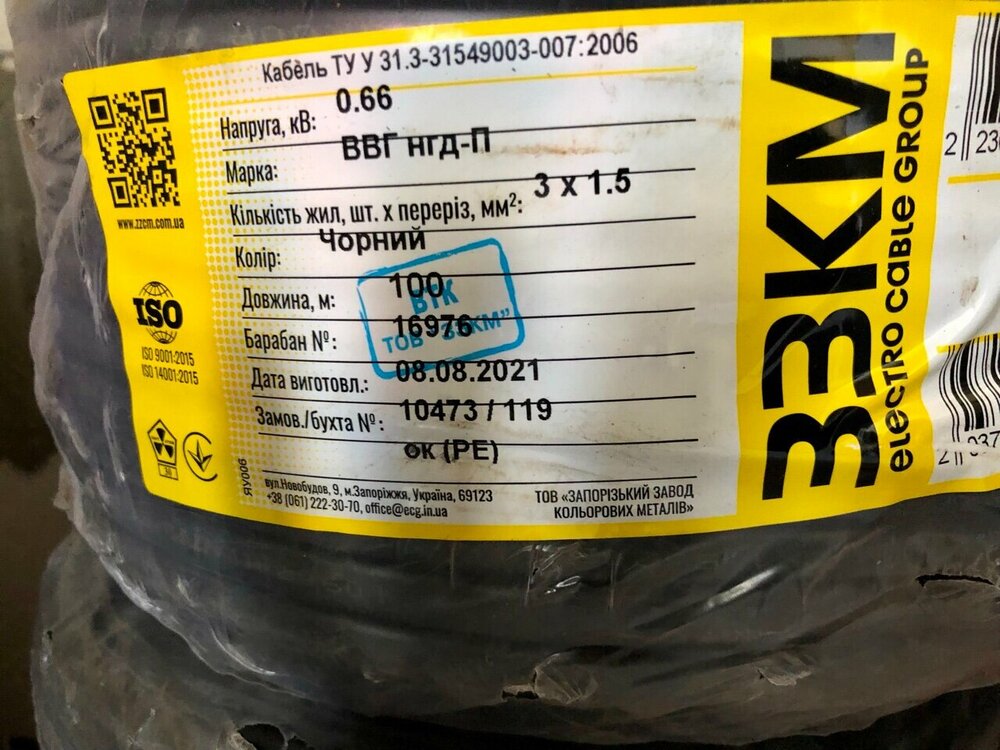 Кабель ТУ У 31.3-31549003-007:2006
Напруга, кВ: 0.66
Марка: ВВГ нгд-П
Кількість жил, шт. х переріз, мм²: 3 х 1.5
Колір: Чорний
Довжина, м: 100
Барабан №: 16976
Дата виготовл.: 08.08.2021
Замов./бухта №: 10473 / 119
ок (РЕ)
ВТК
ТОВ "ЗЗКМ"
www.zzcm.com.ua
ISO
ISO 9001:2015
ISO 14001:2015
30
ЯУ006
вул.Новобудов, 9, м.Запоріжжя, Україна, 69123
+38 (061) 222-30-70, office@ecg.in.ua
ТОВ «ЗАПОРІЗЬКИЙ ЗАВОД
КОЛЬОРОВИХ МЕТАЛІВ»
ЗЗКМ
eLecTRO caBLe GROUP